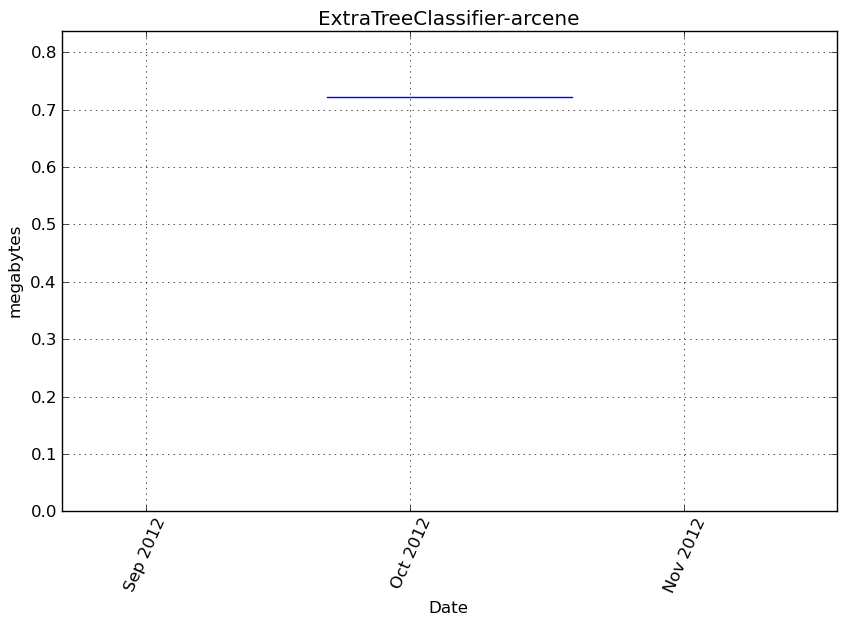 ExtraTreeClassifier-arcene
0.8
0.7
0.6
0.5
0.4
0.3
0.2
0.1
0.0
megabytes
Sep 2012
Oct 2012
Nov 2012
Date